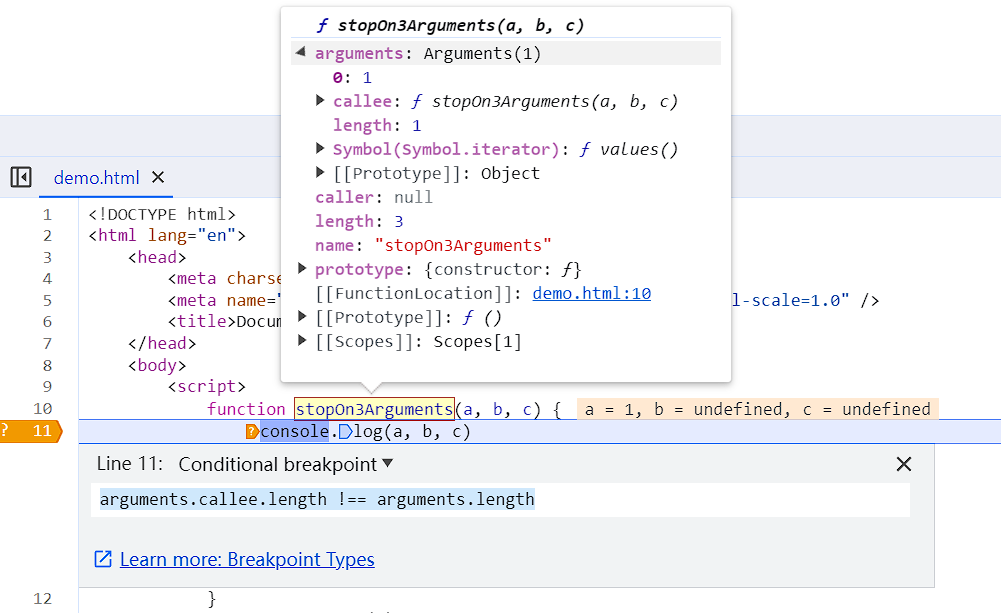 f stopOn3Arguments(a, b, c)
arguments: Arguments(1)
0: 1
callee: f stopOn3Arguments(a, b, c)
length: 1
Symbol(Symbol.iterator): f values()
[[Prototype]]: Object
caller: null
length: 3
name: "stopOn3Arguments"
prototype: {constructor: f}
[[FunctionLocation]]: demo.html:10
[[Prototype]]: f ()
[[Scopes]]: Scopes[1]
demo.html
1 <!DOCTYPE html>
2 <html lang="en">
3 <head>
4 <meta charse
5 <meta name=" l-scale=1.0" />
6 <title>Docum
7 </head>
8 <body>
9 <script>
10 function stopOn3Arguments(a, b, c) { a = 1, b = undefined, c = undefined
? 11 ?console.log(a, b, c)
Line 11: Conditional breakpoint
arguments.callee.length !== arguments.length
Learn more: Breakpoint Types
12 }